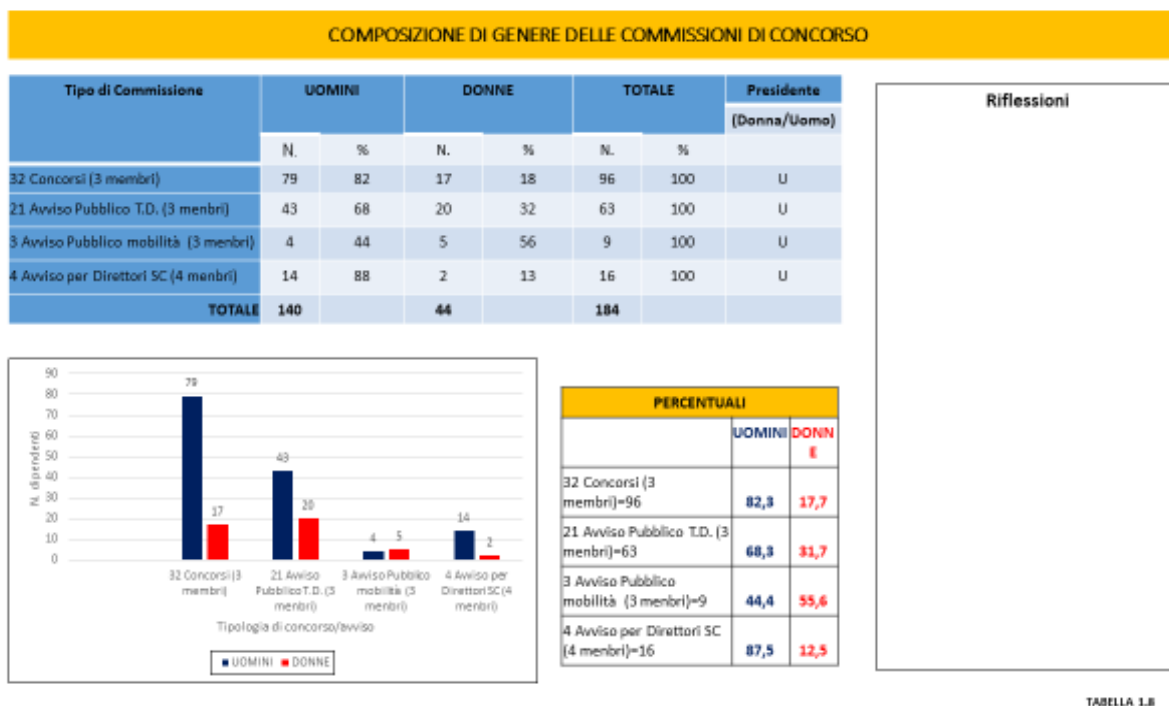 COMPOSIZIONE DI GENERE DELLE COMMISSIONI DI CONCORSO
Tipo di Commissione UOMINI DONNE TOTALE Presidente
(Donna/Uomo)
N. % N. % N. %
32 Concorsi (3 membri) 79 82 17 18 96 100 U
21 Avviso Pubblico T.D. (3 menbri) 43 68 20 32 63 100 U
3 Avviso Pubblico mobilità (3 menbri) 4 44 5 56 9 100 U
4 Avviso per Direttori SC (4 menbri) 14 88 2 13 16 100 U
TOTALE 140 44 184
Riflessioni
90
80
70
60
50
40
30
20
10
0
N. dipendenti
79
17
43
20
4
5
14
2
32 Concorsi (3
membri)
21 Avviso
Pubblico T.D. (3
menbri)
3 Avviso Pubblico
mobilità (3
menbri)
4 Avviso per
Direttori SC (4
menbri)
Tipologia di concorso/avviso
UOMINI DONNE
PERCENTUALI
UOMINI DONN
E
32 Concorsi (3
membri)=96 82,3 17,7
21 Avviso Pubblico T.D. (3
menbri)=63 68,3 31,7
3 Avviso Pubblico
mobilità (3 menbri)=9 44,4 55,6
4 Avviso per Direttori SC
(4 menbri)=16 87,5 12,5
TABELLA 1.8